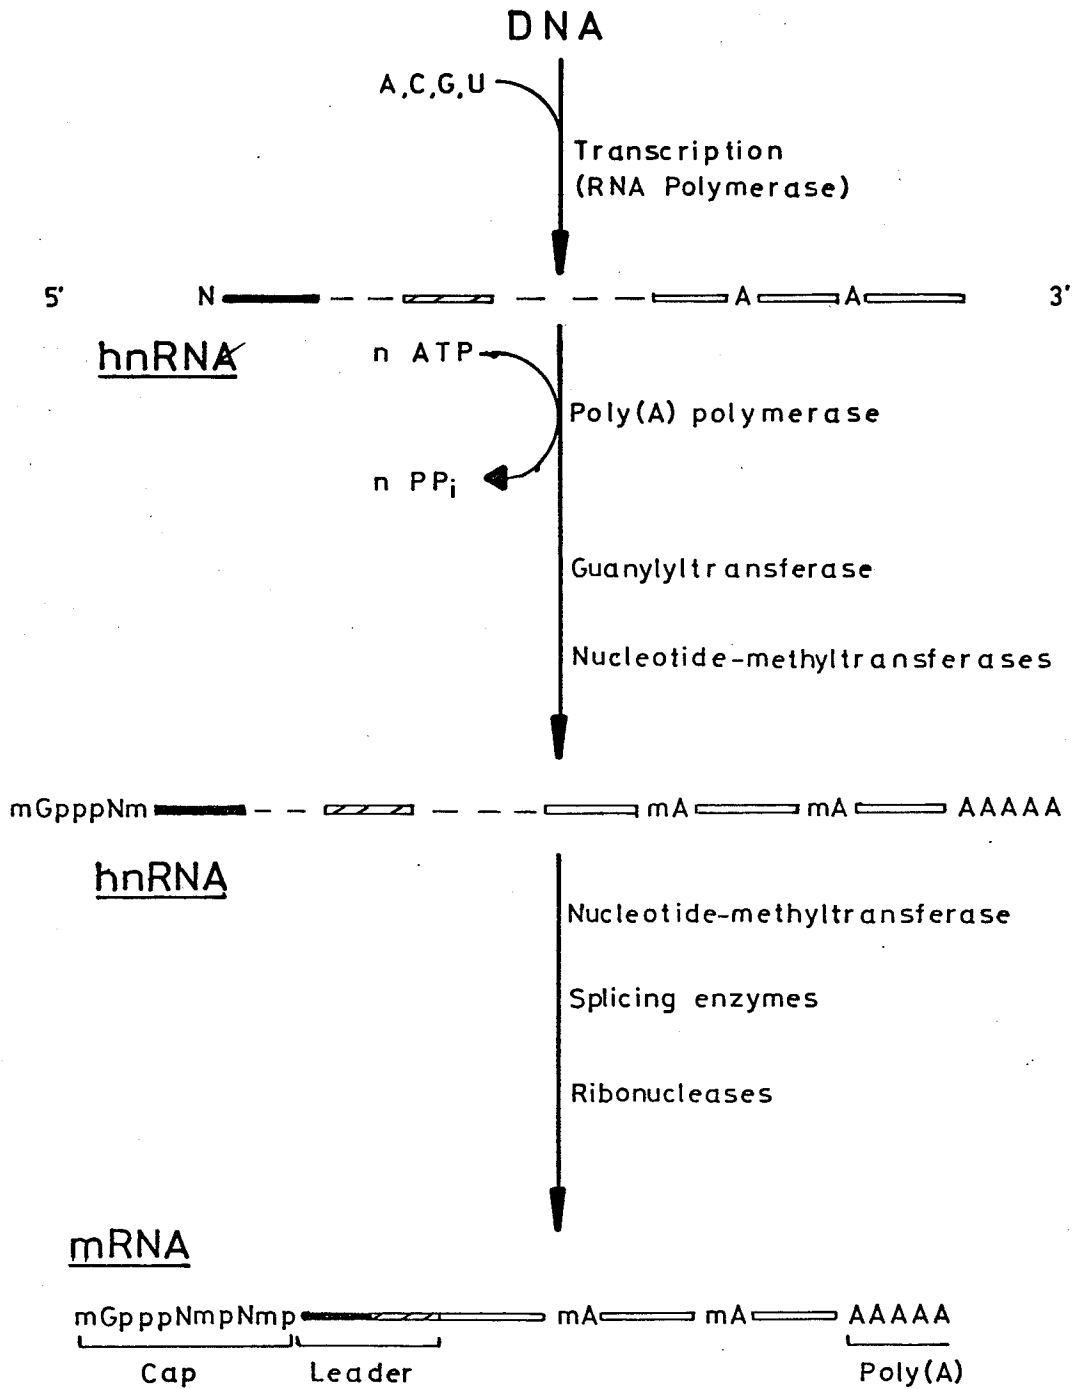 DNA
A,C,G,U
Transcription
(RNA Polymerase)
5' N A A 3'
hnRNA
n ATP
Poly(A) polymerase
n PPi
Guanylyltransferase
Nucleotide-methyltransferases
mGpppNm mA mA AAAAA
hnRNA
Nucleotide-methyltransferase
Splicing enzymes
Ribonucleases
mRNA
mGpppNmpNmp mA mA AAAAA
Cap Leader Poly(A)